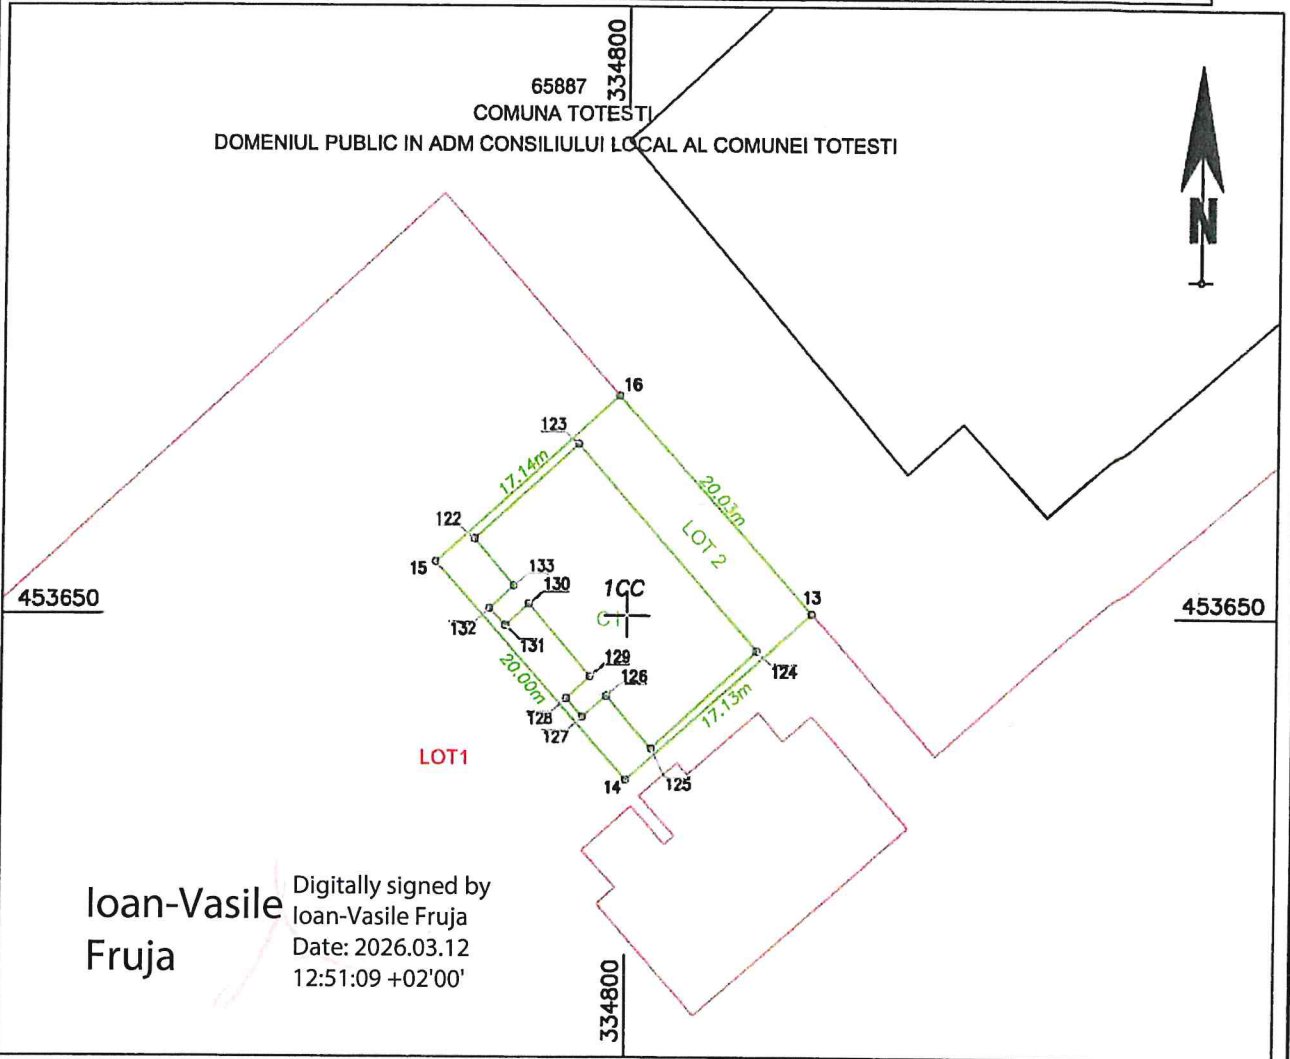 334800
65887
COMUNA TOTESTI
DOMENIUL PUBLIC IN ADM CONSILIULUI LOCAL AL COMUNEI TOTESTI
N
16
123
17.14m
20.03m
122
LOT 2
15
133
130
1CC
C1
13
453650
453650
132
131
129
20.00m
126
124
128
17.13m
127
LOT1
14
125
Ioan-Vasile
Fruja
Digitally signed by
Ioan-Vasile Fruja
Date: 2026.03.12
12:51:09 +02'00'
334800